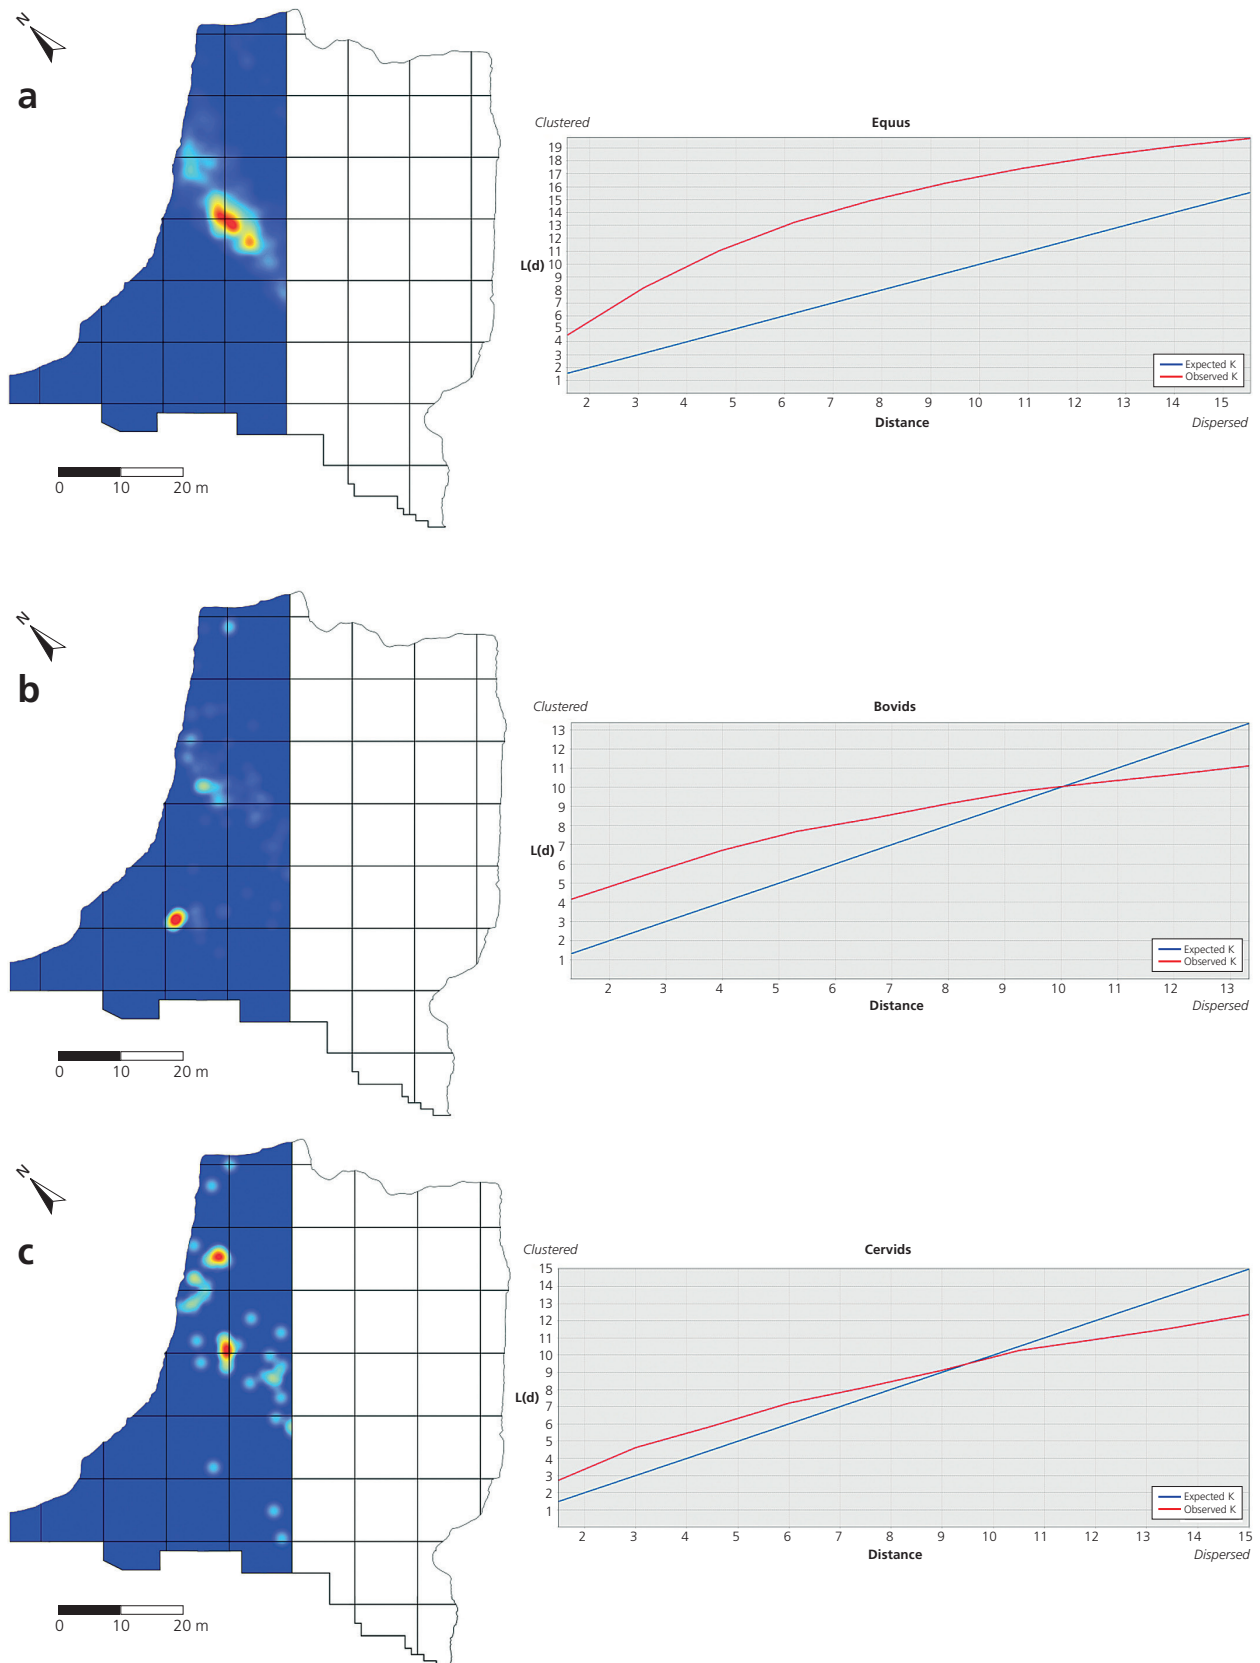 N
a
0 10 20 m
Clustered
Equus
19
18
17
16
15
14
13
12
11
10
9
8
7
6
5
4
3
2
1
L(d)
Expected K
Observed K
2 3 4 5 6 7 8 9 10 11 12 13 14 15
Distance
Dispersed
N
b
0 10 20 m
Clustered
Bovids
13
12
11
10
9
8
7
6
5
4
3
2
1
L(d)
Expected K
Observed K
2 3 4 5 6 7 8 9 10 11 12 13
Distance
Dispersed
N
c
0 10 20 m
Clustered
Cervids
15
14
13
12
11
10
9
8
7
6
5
4
3
2
1
L(d)
Expected K
Observed K
2 3 4 5 6 7 8 9 10 11 12 13 14 15
Distance
Dispersed